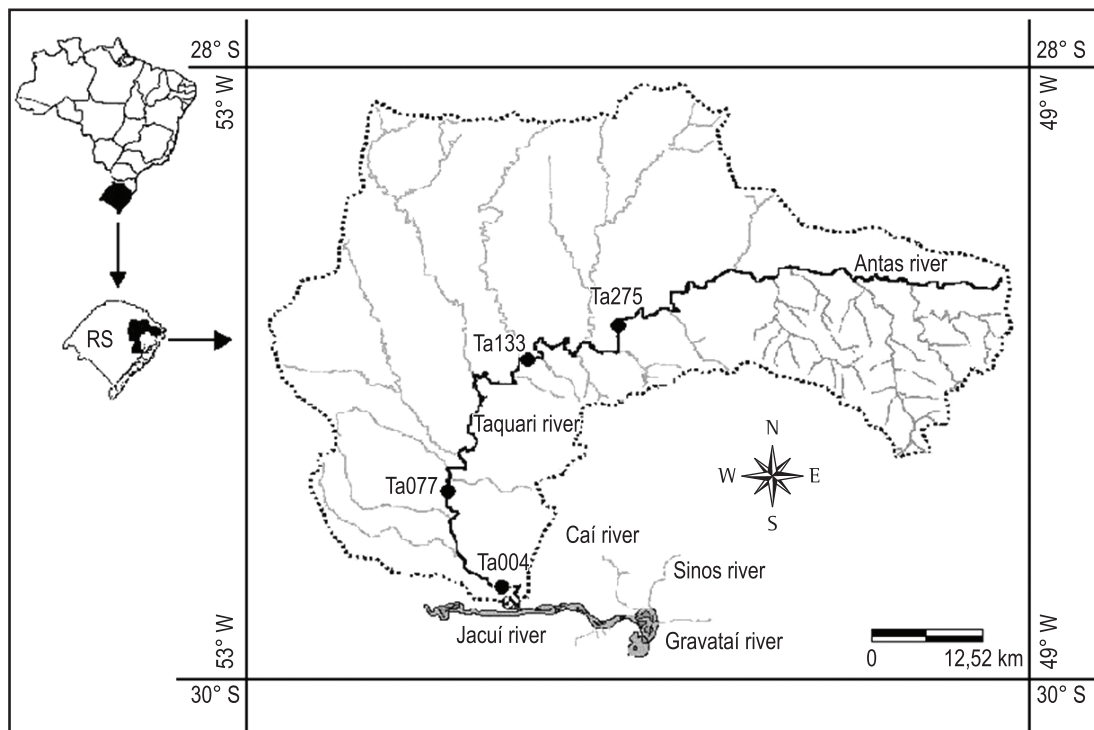 28° S
28° S
53° W
49° W
Antas river
Ta275
RS
Ta133
Taquari river
N
W
E
S
Ta077
Caí river
Ta004
Sinos river
Jacuí river
Gravataí river
53° W
49° W
0
12,52 km
30° S
30° S